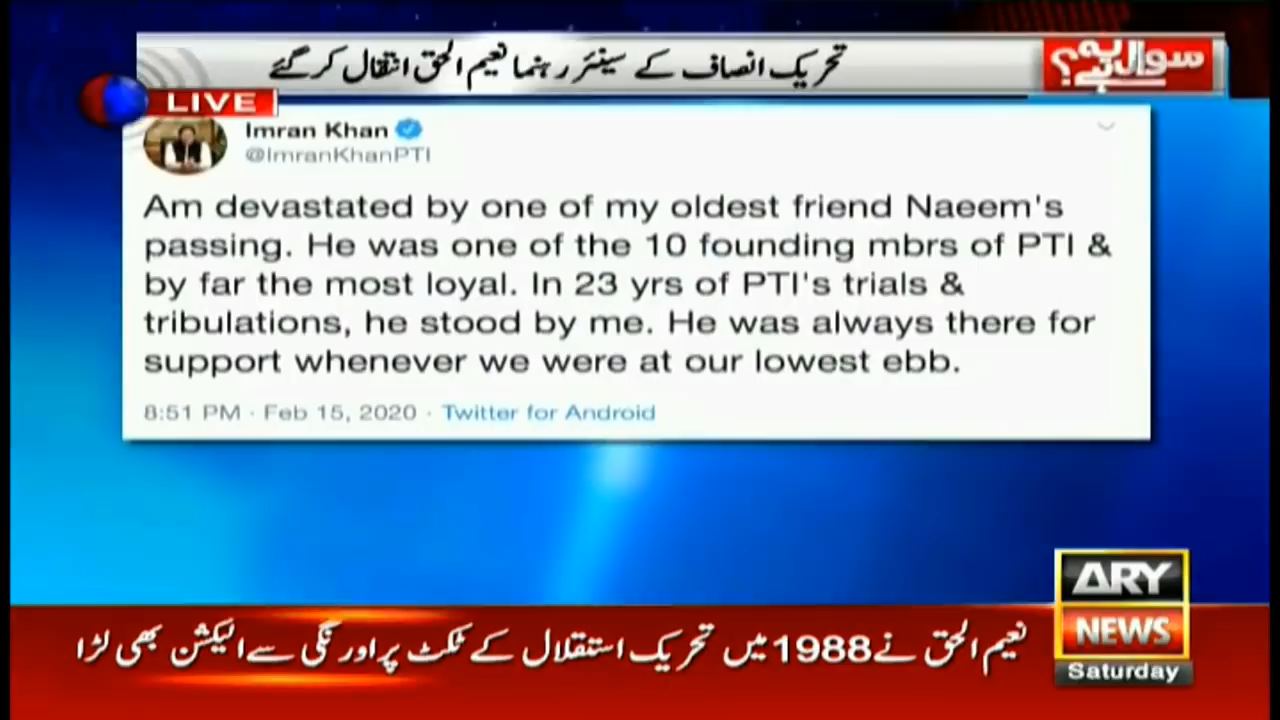 تحریک انصاف کے سینئر رہنما نعیم الحق انتقال کر گئے
سوال یہ ہے؟
LIVE
Imran Khan
@ImranKhanPTI
Am devastated by one of my oldest friend Naeem's
passing. He was one of the 10 founding mbrs of PTI &
by far the most loyal. In 23 yrs of PTI's trials &
tribulations, he stood by me. He was always there for
support whenever we were at our lowest ebb.
8:51 PM · Feb 15, 2020 · Twitter for Android
ARY
NEWS
Saturday
نعیم الحق نے 1988 میں تحریک استقلال کے ٹکٹ پر اورنگی سے الیکشن بھی لڑا